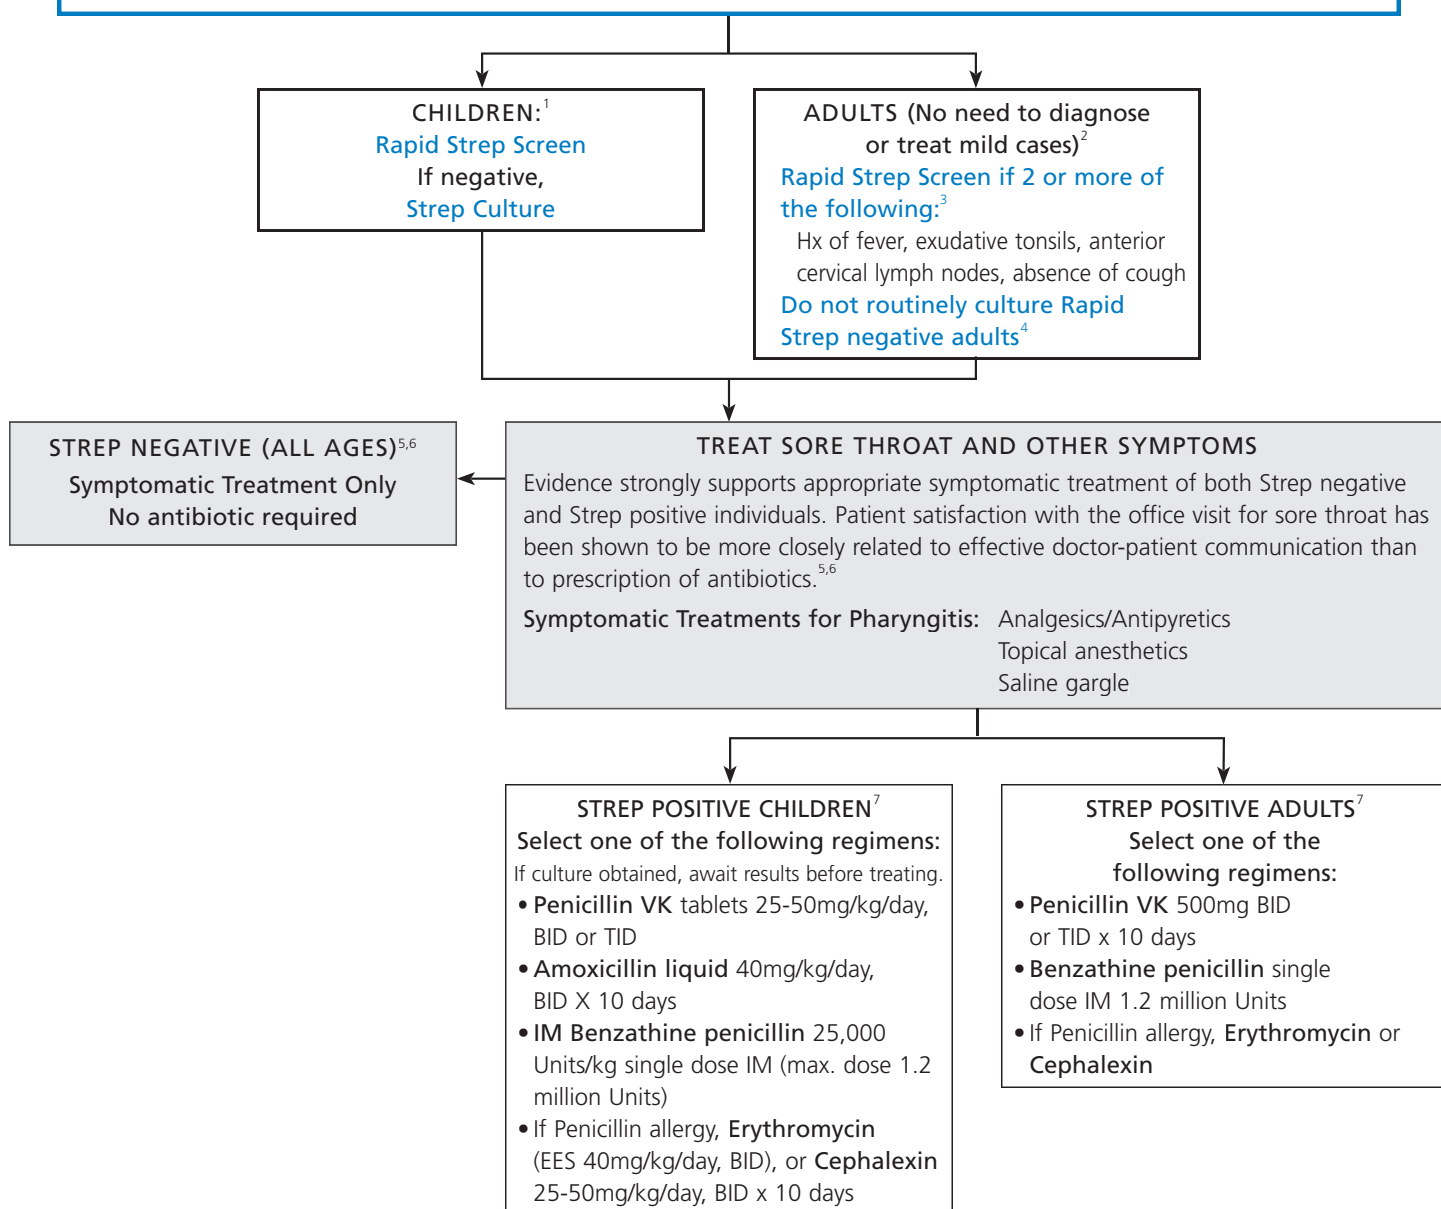 CHILDREN:1
Rapid Strep Screen
If negative,
Strep Culture
ADULTS (No need to diagnose
or treat mild cases)2
Rapid Strep Screen if 2 or more of
the following:3
Hx of fever, exudative tonsils, anterior
cervical lymph nodes, absence of cough
Do not routinely culture Rapid
Strep negative adults4
STREP NEGATIVE (ALL AGES)5,6
Symptomatic Treatment Only
No antibiotic required
TREAT SORE THROAT AND OTHER SYMPTOMS
Evidence strongly supports appropriate symptomatic treatment of both Strep negative
and Strep positive individuals. Patient satisfaction with the office visit for sore throat has
been shown to be more closely related to effective doctor-patient communication than
to prescription of antibiotics.5,6
Symptomatic Treatments for Pharyngitis: Analgesics/Antipyretics
Topical anesthetics
Saline gargle
STREP POSITIVE CHILDREN7
Select one of the following regimens:
If culture obtained, await results before treating.
• Penicillin VK tablets 25-50mg/kg/day,
BID or TID
• Amoxicillin liquid 40mg/kg/day,
BID X 10 days
• IM Benzathine penicillin 25,000
Units/kg single dose IM (max. dose 1.2
million Units)
• If Penicillin allergy, Erythromycin
(EES 40mg/kg/day, BID), or Cephalexin
25-50mg/kg/day, BID x 10 days
STREP POSITIVE ADULTS7
Select one of the
following regimens:
• Penicillin VK 500mg BID
or TID x 10 days
• Benzathine penicillin single
dose IM 1.2 million Units
• If Penicillin allergy, Erythromycin or
Cephalexin